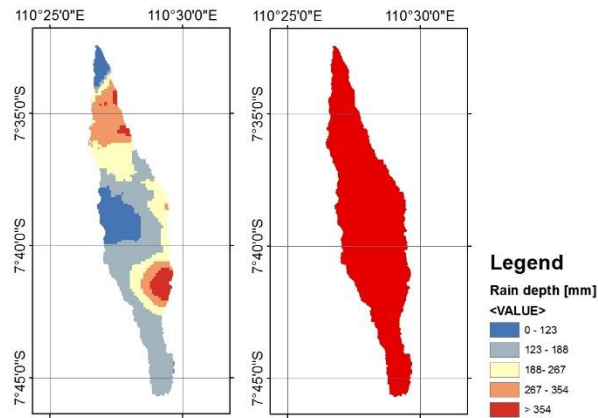 110°25'0"E 110°30'0"E 110°25'0"E 110°30'0"E
7°35'0"S 7°35'0"S
7°40'0"S 7°40'0"S
7°45'0"S 7°45'0"S
Legend
Rain depth [mm]
<VALUE>
0 - 123
123 - 188
188- 267
267 - 354
> 354